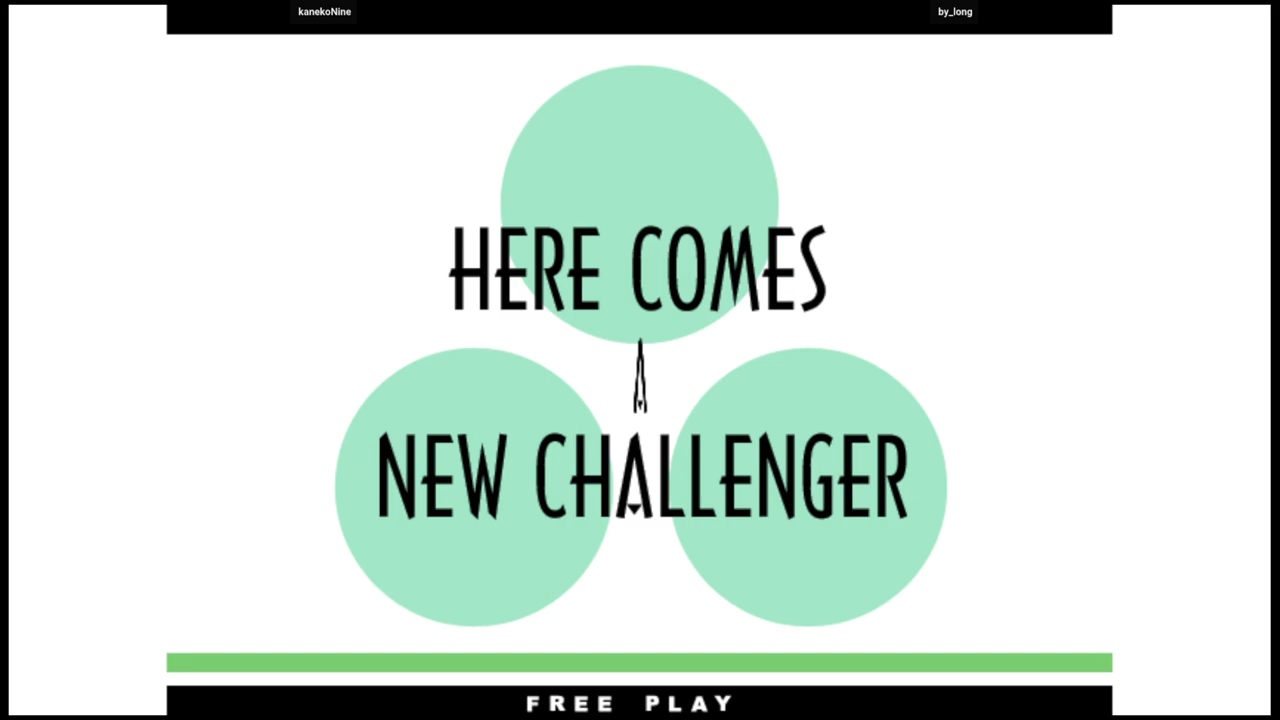 kanekoNine
by_long
HERE COMES
A
NEW CHALLENGER
FREE PLAY